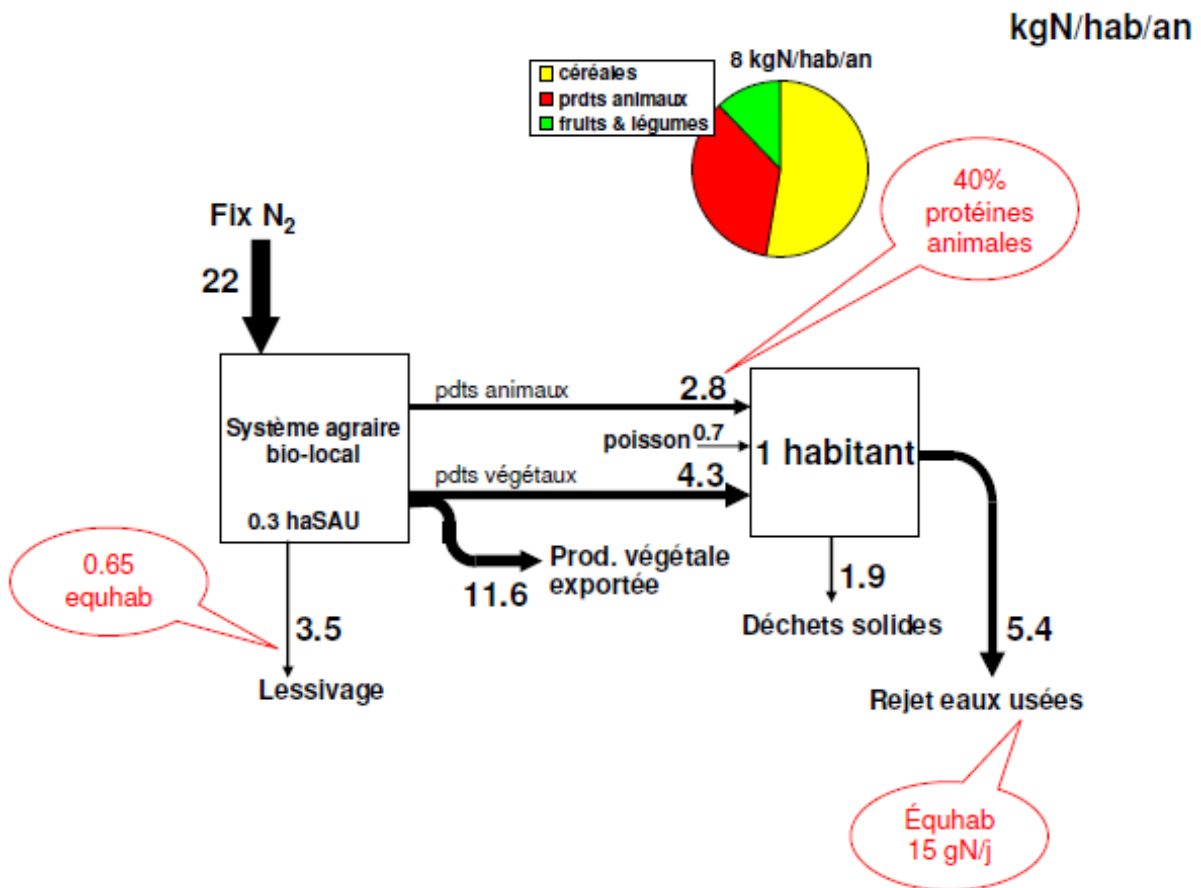 kgN/hab/an
8 kgN/hab/an
céréales
prdts animaux
fruits & légumes
40%
protéines
animales
Fix N₂
22
pdts animaux
2.8
Système agraire
bio-local
poisson 0.7
1 habitant
pdts végétaux
4.3
0.3 haSAU
0.65
equhab
Prod. végétale
exportée
11.6
1.9
3.5
Déchets solides
5.4
Lessivage
Rejet eaux usées
Équhab
15 gN/j